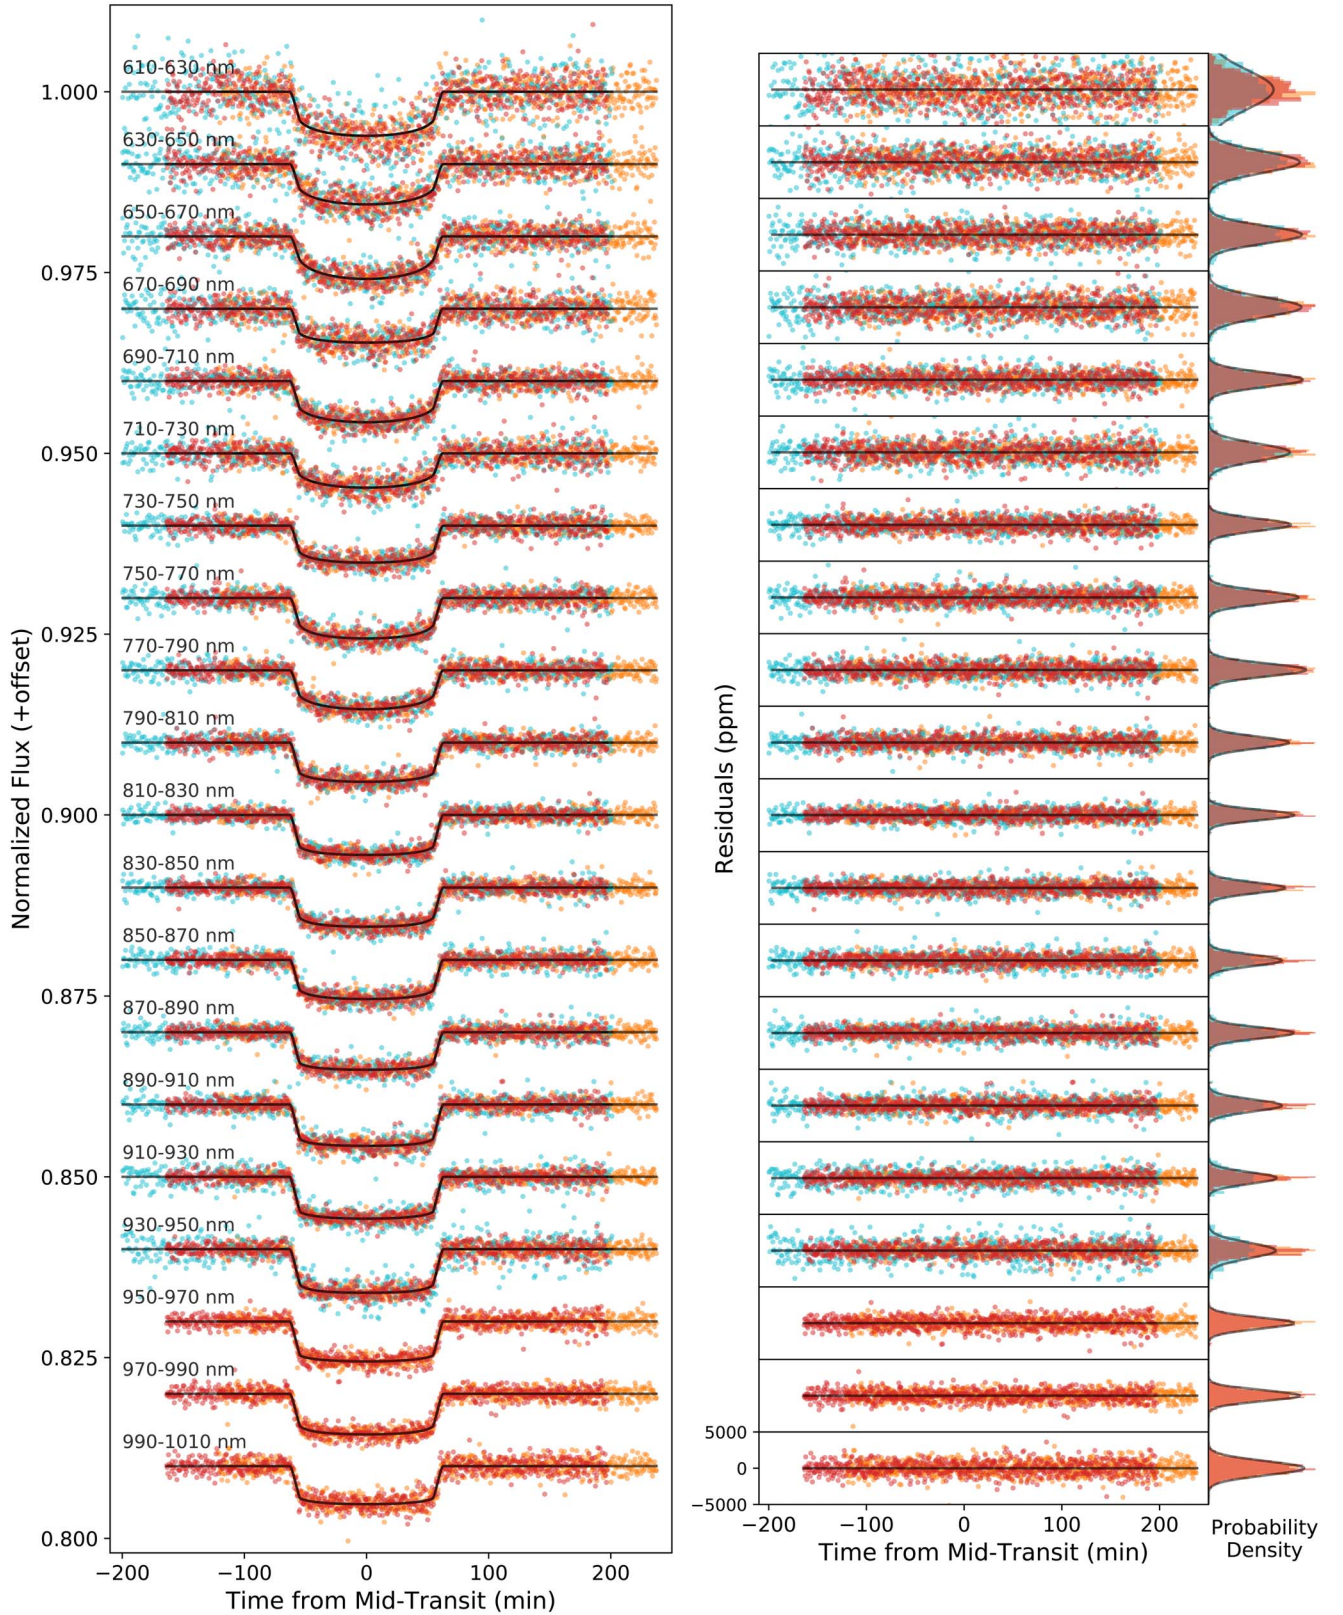 Normalized Flux (+offset)
1.000
0.975
0.950
0.925
0.900
0.875
0.850
0.825
0.800
610-630 nm
630-650 nm
650-670 nm
670-690 nm
690-710 nm
710-730 nm
730-750 nm
750-770 nm
770-790 nm
790-810 nm
810-830 nm
830-850 nm
850-870 nm
870-890 nm
890-910 nm
910-930 nm
930-950 nm
950-970 nm
970-990 nm
990-1010 nm
−200 −100 0 100 200
Time from Mid-Transit (min)
Residuals (ppm)
5000
0
−5000
−200 −100 0 100 200
Time from Mid-Transit (min)
Probability
Density